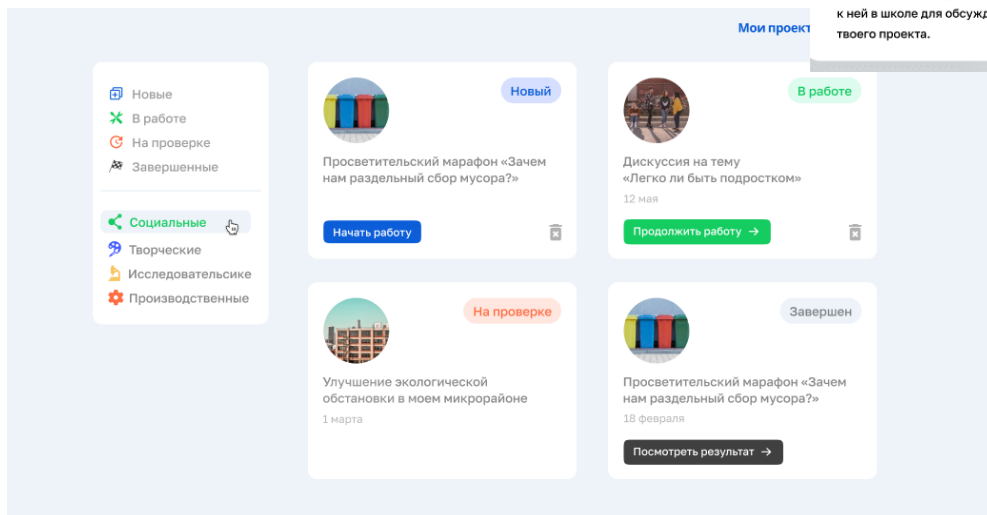 Мои проект
к ней в школе для обсужд
твоего проекта.
Новые
В работе
На проверке
Завершенные
Социальные
Творческие
Исследовательсике
Производственные
Новый
Просветительский марафон «Зачем
нам раздельный сбор мусора?»
Начать работу
В работе
Дискуссия на тему
«Легко ли быть подростком»
12 мая
Продолжить работу →
На проверке
Улучшение экологической
обстановки в моем микрорайоне
1 марта
Завершен
Просветительский марафон «Зачем
нам раздельный сбор мусора?»
18 февраля
Посмотреть результат →